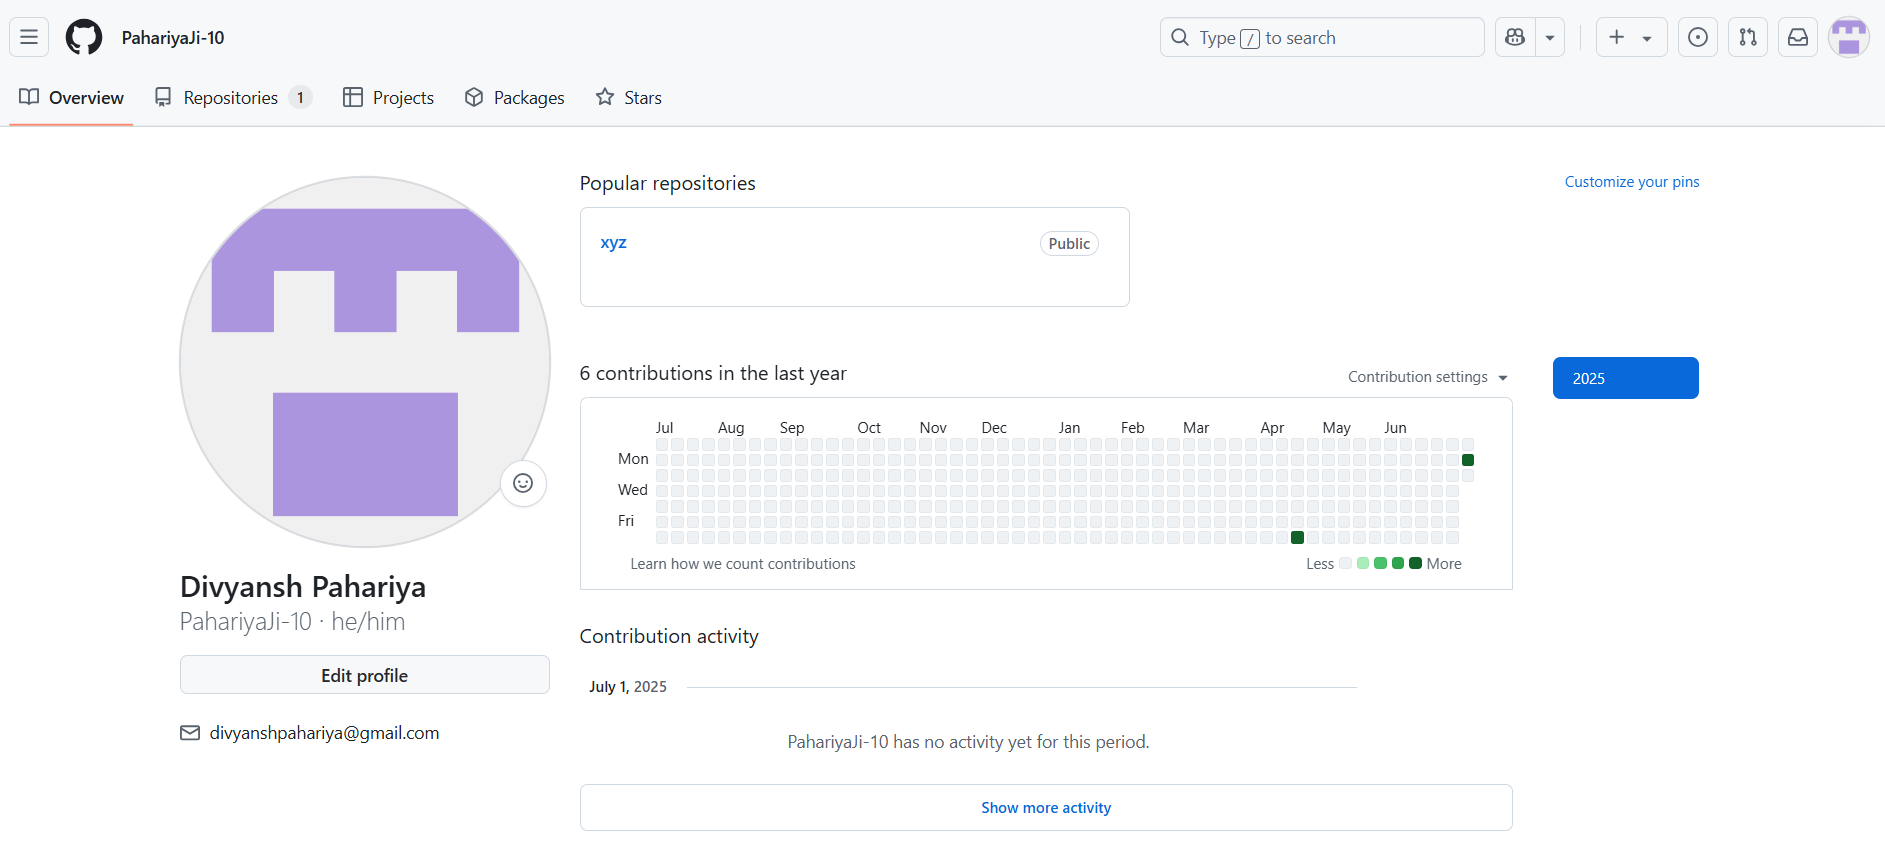 PahariyaJi-10
Type / to search
Overview
Repositories 1
Projects
Packages
Stars
Popular repositories
Customize your pins
xyz
Public
6 contributions in the last year
Contribution settings
2025
Jul Aug Sep Oct Nov Dec Jan Feb Mar Apr May Jun
Mon
Wed
Fri
Learn how we count contributions
Less More
Divyansh Pahariya
PahariyaJi-10 · he/him
Edit profile
divyanshpahariya@gmail.com
Contribution activity
July 1, 2025
PahariyaJi-10 has no activity yet for this period.
Show more activity